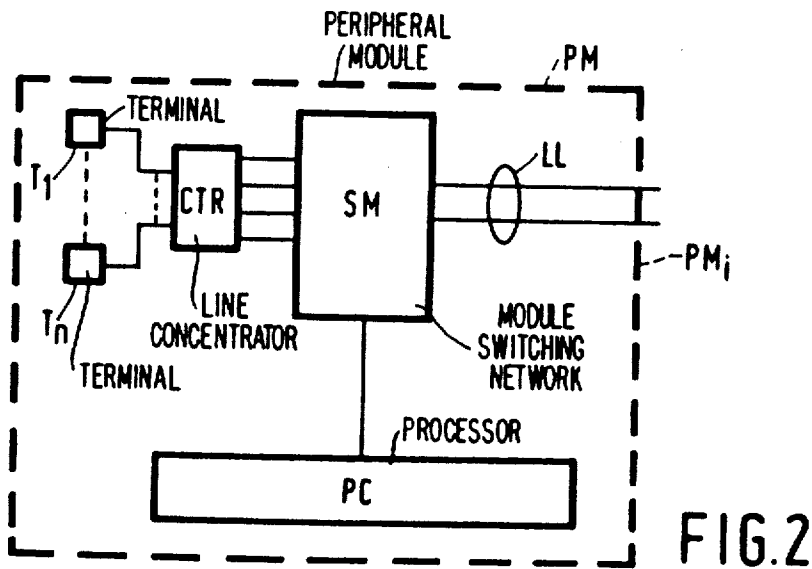 PERIPHERAL
MODULE
PM
TERMINAL
T1
CTR
SM
LL
PMi
Tn
TERMINAL
LINE
CONCENTRATOR
MODULE
SWITCHING
NETWORK
PROCESSOR
PC
FIG.2